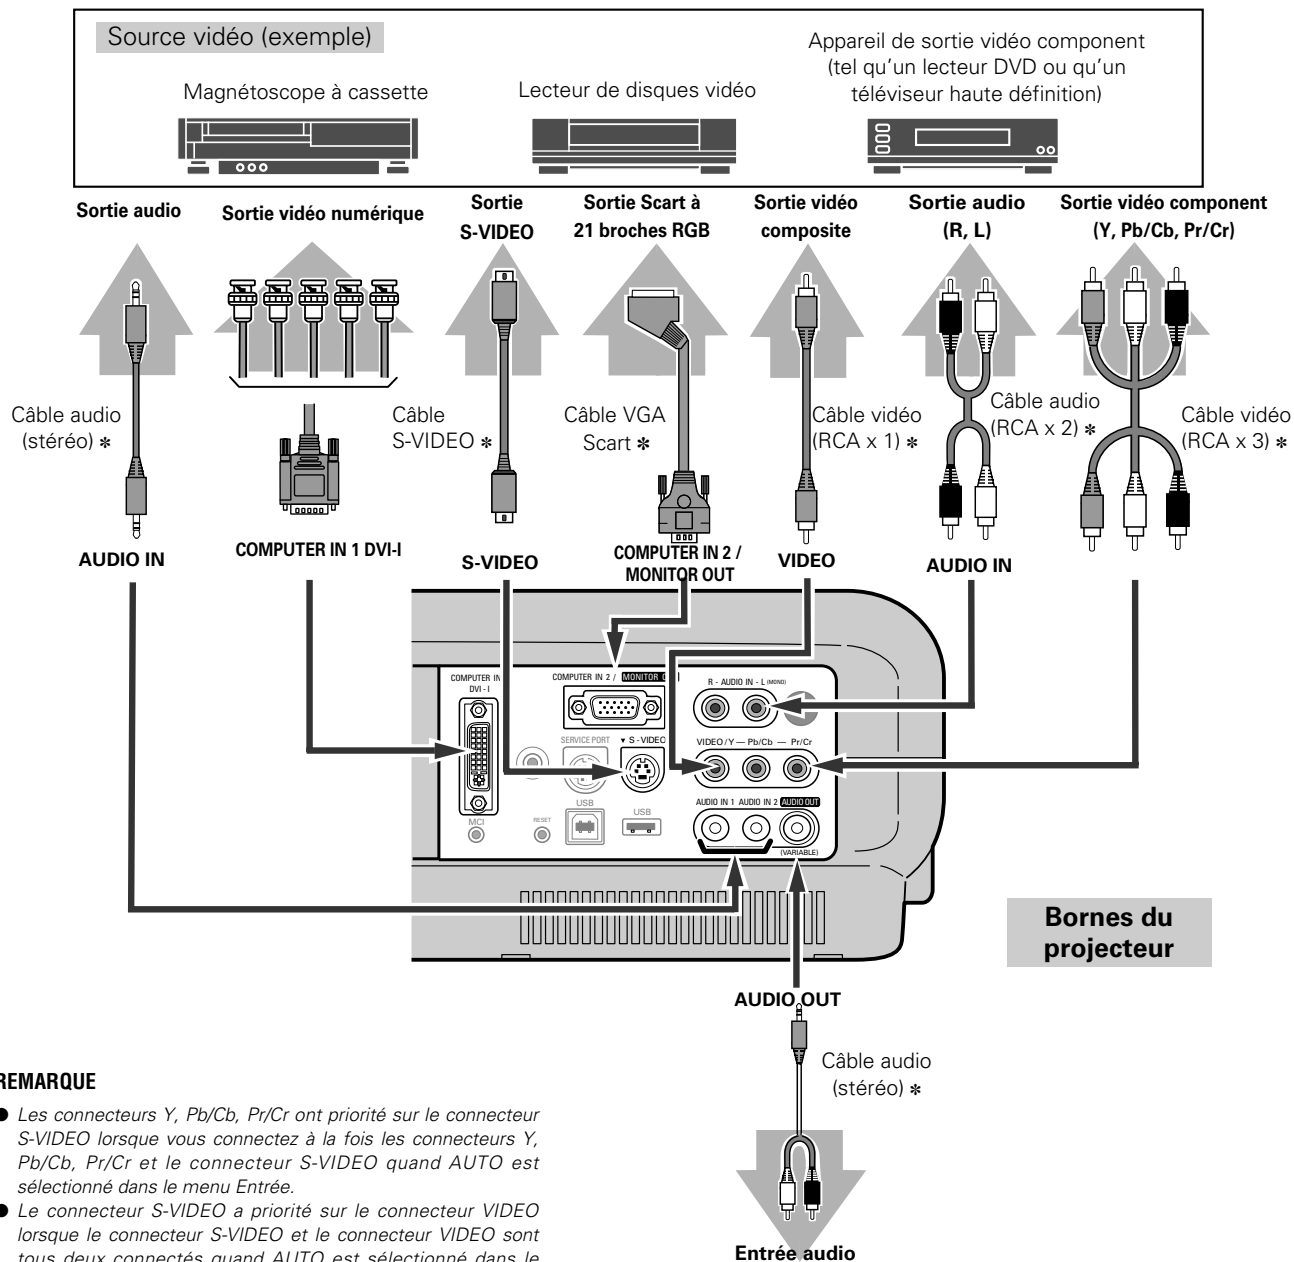 Source vidéo (exemple)
Magnétoscope à cassette
Lecteur de disques vidéo
Appareil de sortie vidéo component
(tel qu'un lecteur DVD ou qu'un
téléviseur haute définition)
Sortie audio
Sortie vidéo numérique
Sortie
S-VIDEO
Sortie Scart à
21 broches RGB
Sortie vidéo
composite
Sortie audio
(R, L)
Sortie vidéo component
(Y, Pb/Cb, Pr/Cr)
Câble audio
(stéréo) ✻
Câble
S-VIDEO ✻
Câble VGA
Scart ✻
Câble vidéo
(RCA x 1) ✻
Câble audio
(RCA x 2) ✻
Câble vidéo
(RCA x 3) ✻
AUDIO IN
COMPUTER IN 1 DVI-I
S-VIDEO
COMPUTER IN 2 /
MONITOR OUT
VIDEO
AUDIO IN
COMPUTER IN
DVI - I
COMPUTER IN 2 / MONITOR
R - AUDIO IN - L (MONO)
SERVICE PORT
▼ S - VIDEO
VIDEO / Y — Pb/Cb — Pr/Cr
USB
USB
MCI
RESET
AUDIO IN 1 AUDIO IN 2 AUDIO OUT
(VARIABLE)
Bornes du
projecteur
AUDIO OUT
Câble audio
(stéréo) ✻
Entrée audio
REMARQUE
● Les connecteurs Y, Pb/Cb, Pr/Cr ont priorité sur le connecteur
S-VIDEO lorsque vous connectez à la fois les connecteurs Y,
Pb/Cb, Pr/Cr et le connecteur S-VIDEO quand AUTO est
sélectionné dans le menu Entrée.
● Le connecteur S-VIDEO a priorité sur le connecteur VIDEO
lorsque le connecteur S-VIDEO et le connecteur VIDEO sont
tous deux connectés quand AUTO est sélectionné dans le